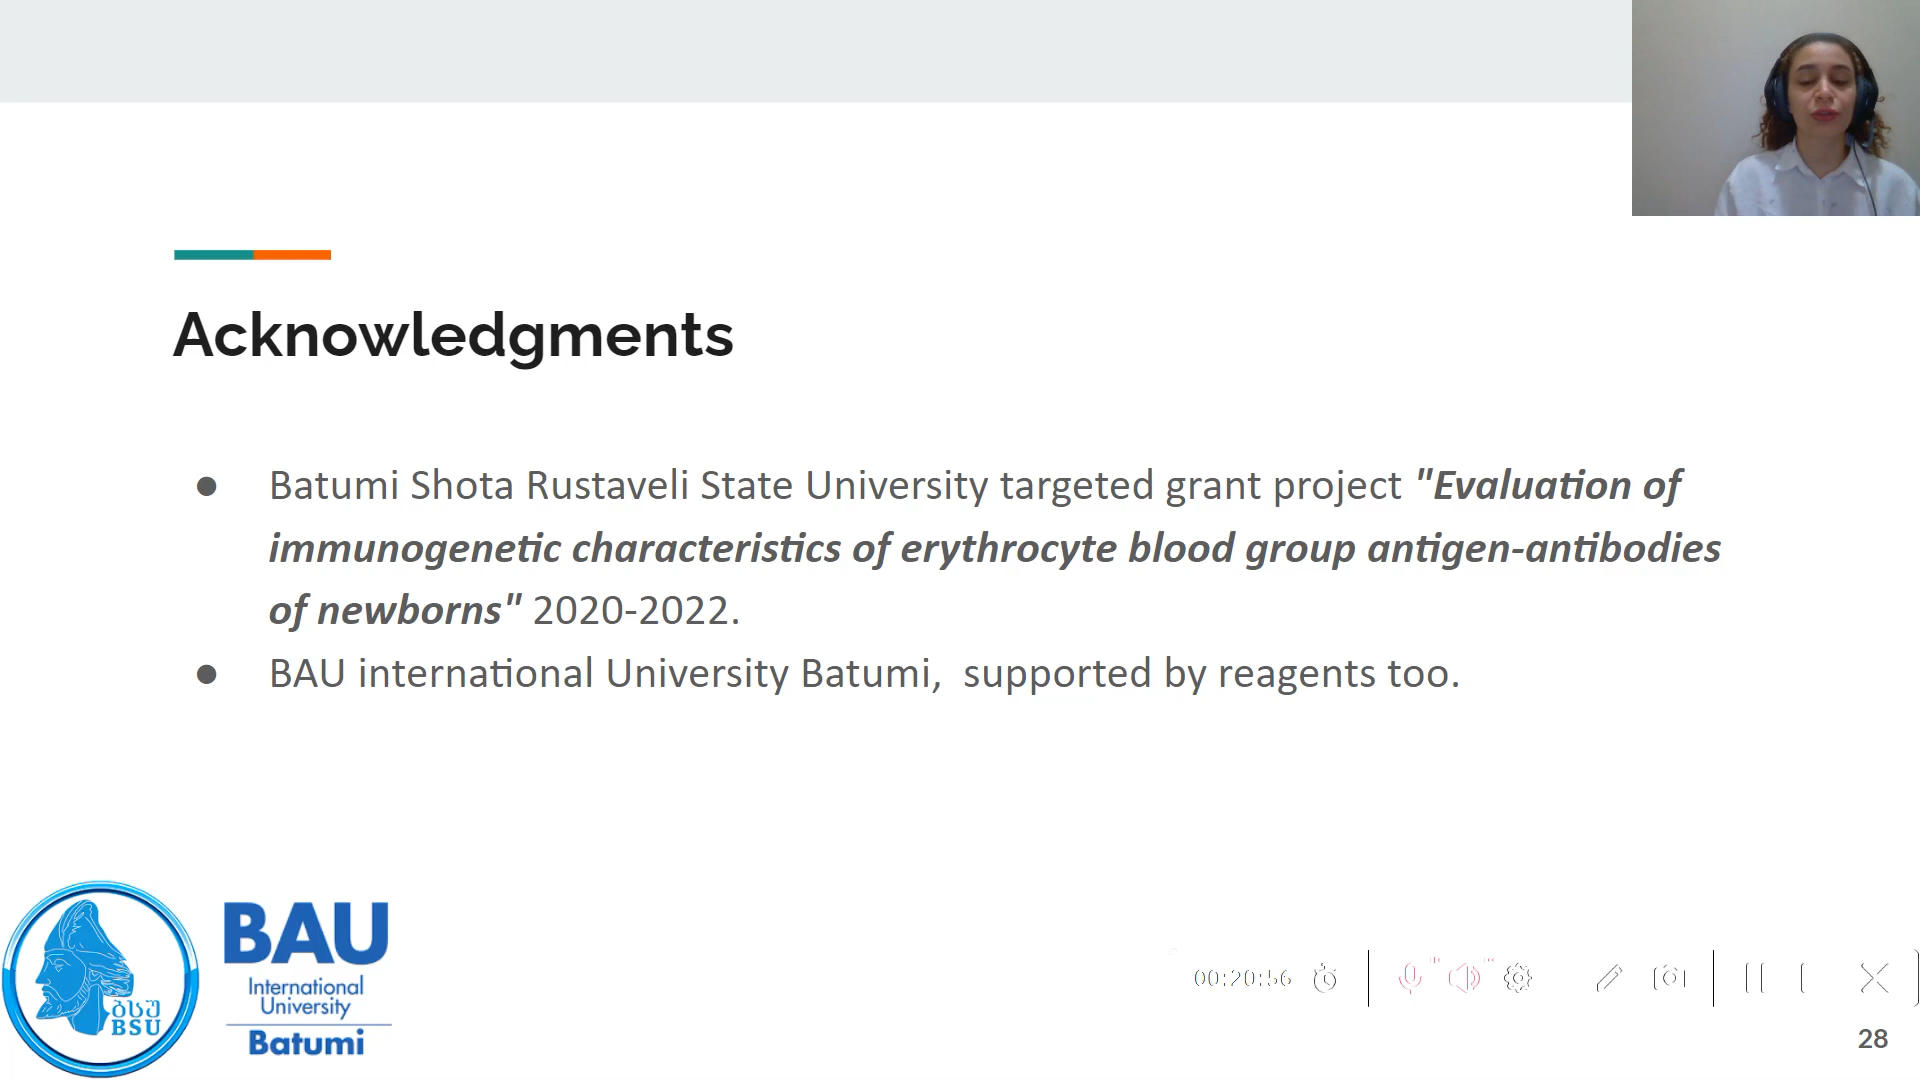 Acknowledgments
● Batumi Shota Rustaveli State University targeted grant project "Evaluation of
immunogenetic characteristics of erythrocyte blood group antigen-antibodies
of newborns" 2020-2022.
● BAU international University Batumi,  supported by reagents too.
ბსუ
BSU
BAU
International
University
Batumi
00:20:56
28